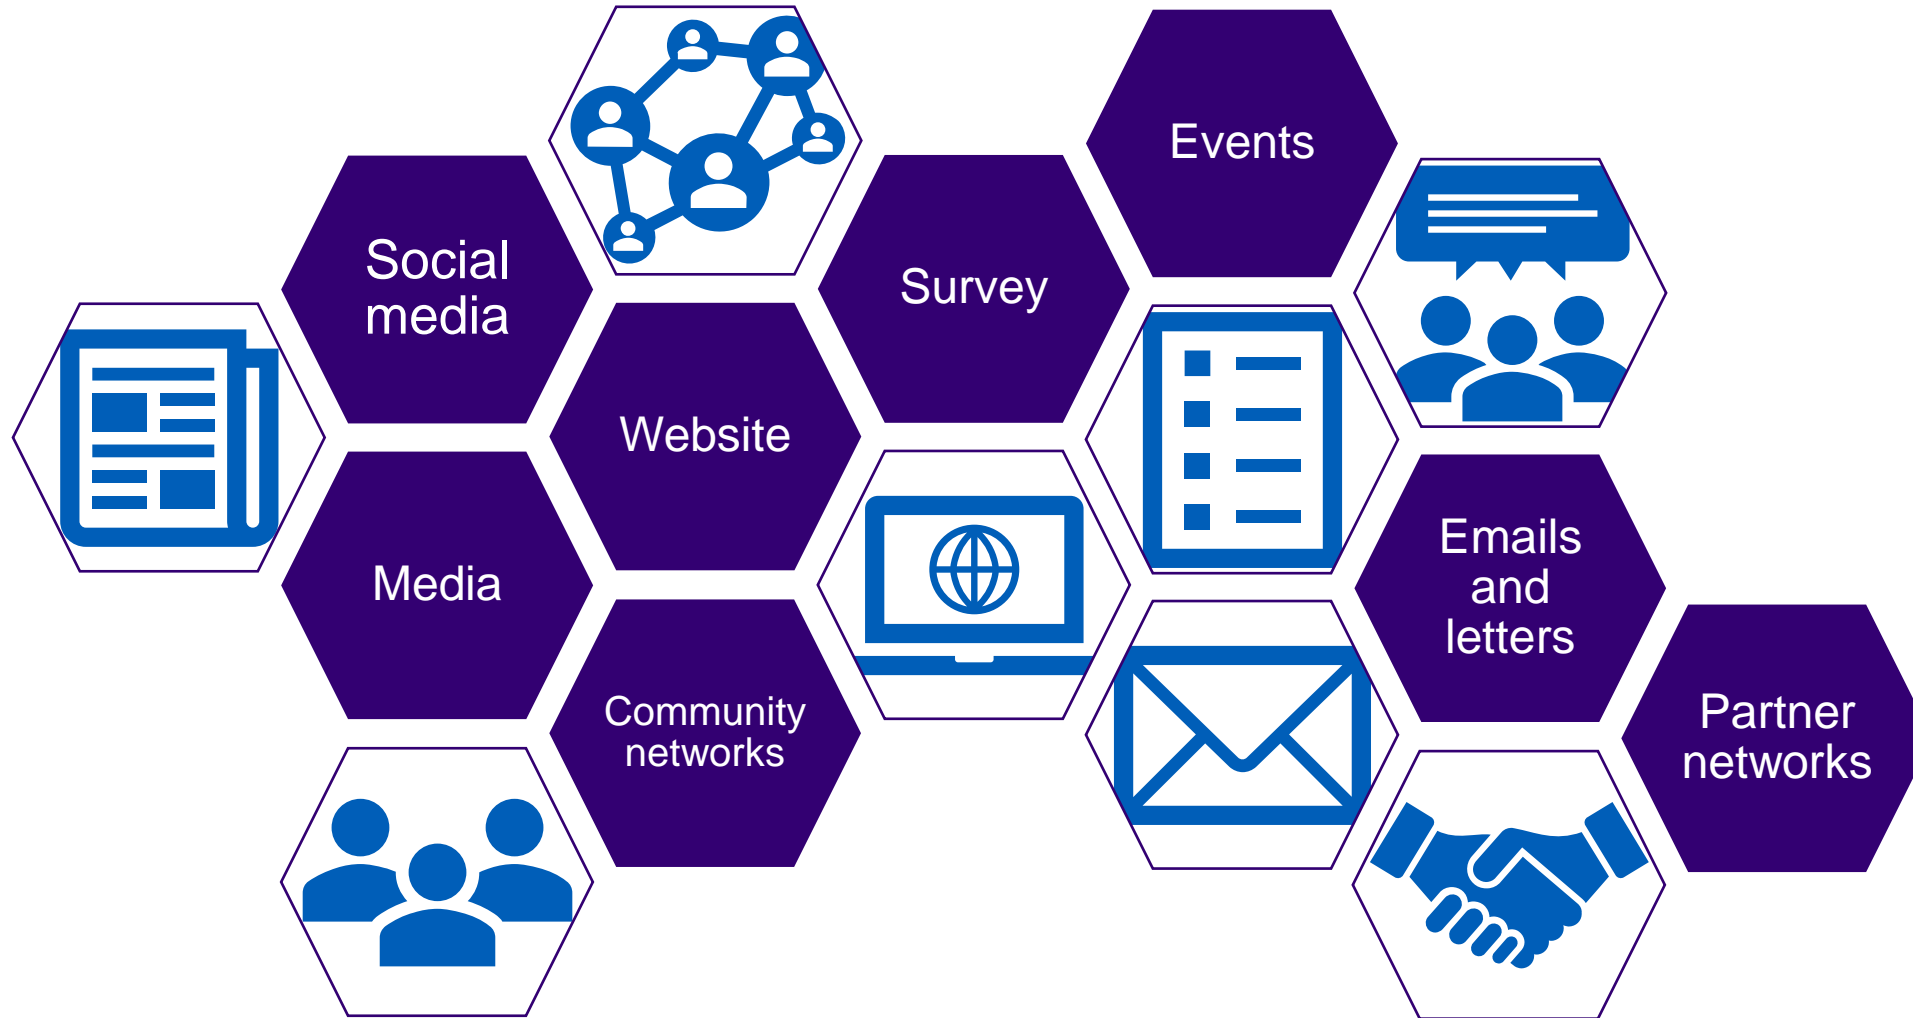 Events
Social
media
Survey
Website
Media
Emails
and
letters
Community
networks
Partner
networks